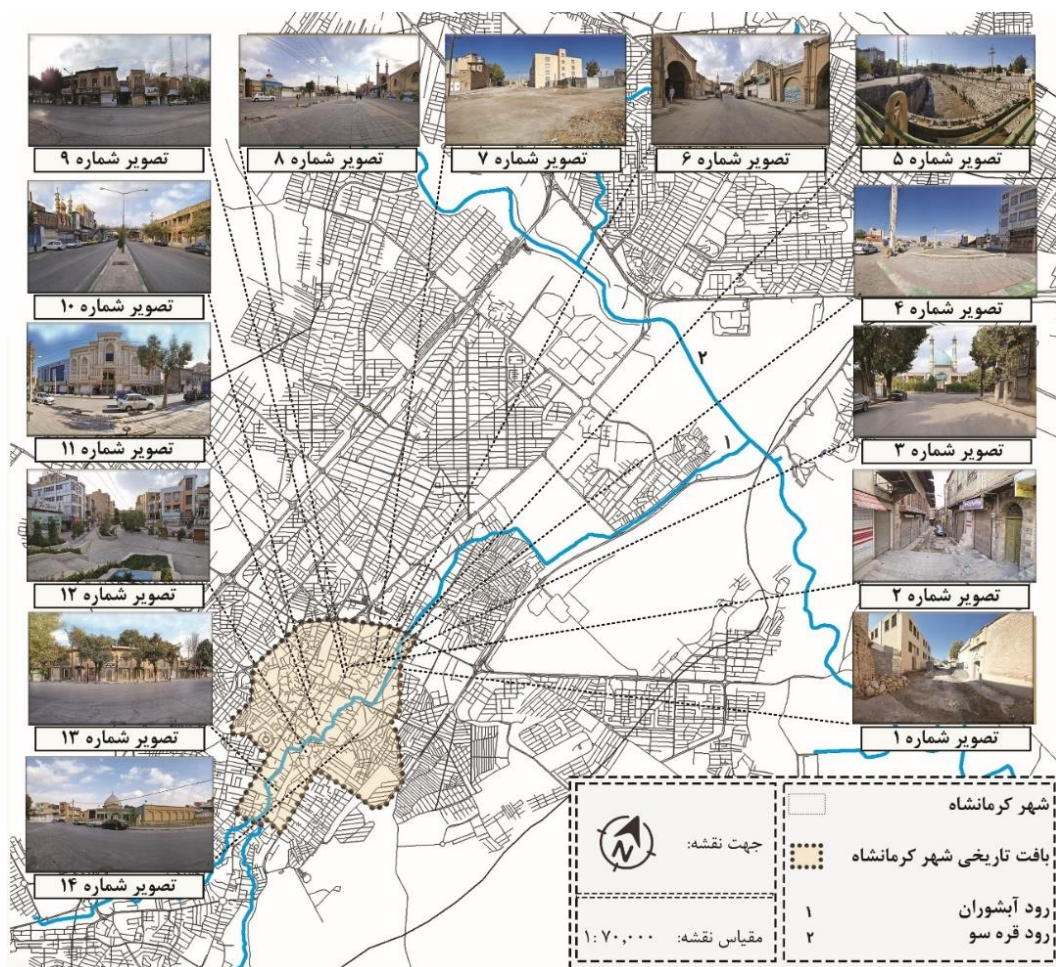 تصویر شماره ۵
تصویر شماره ۶
تصویر شماره ۷
تصویر شماره ۸
تصویر شماره ۹
تصویر شماره ۴
تصویر شماره ۱۰
تصویر شماره ۳
تصویر شماره ۱۱
تصویر شماره ۲
تصویر شماره ۱۲
تصویر شماره ۱
تصویر شماره ۱۳
تصویر شماره ۱۴
۲
۱
شهر کرمانشاه
بافت تاریخی شهر کرمانشاه
رود آبشوران ۱
رود قره سو ۲
جهت نقشه:
N
مقیاس نقشه: ۱:۷۰,۰۰۰